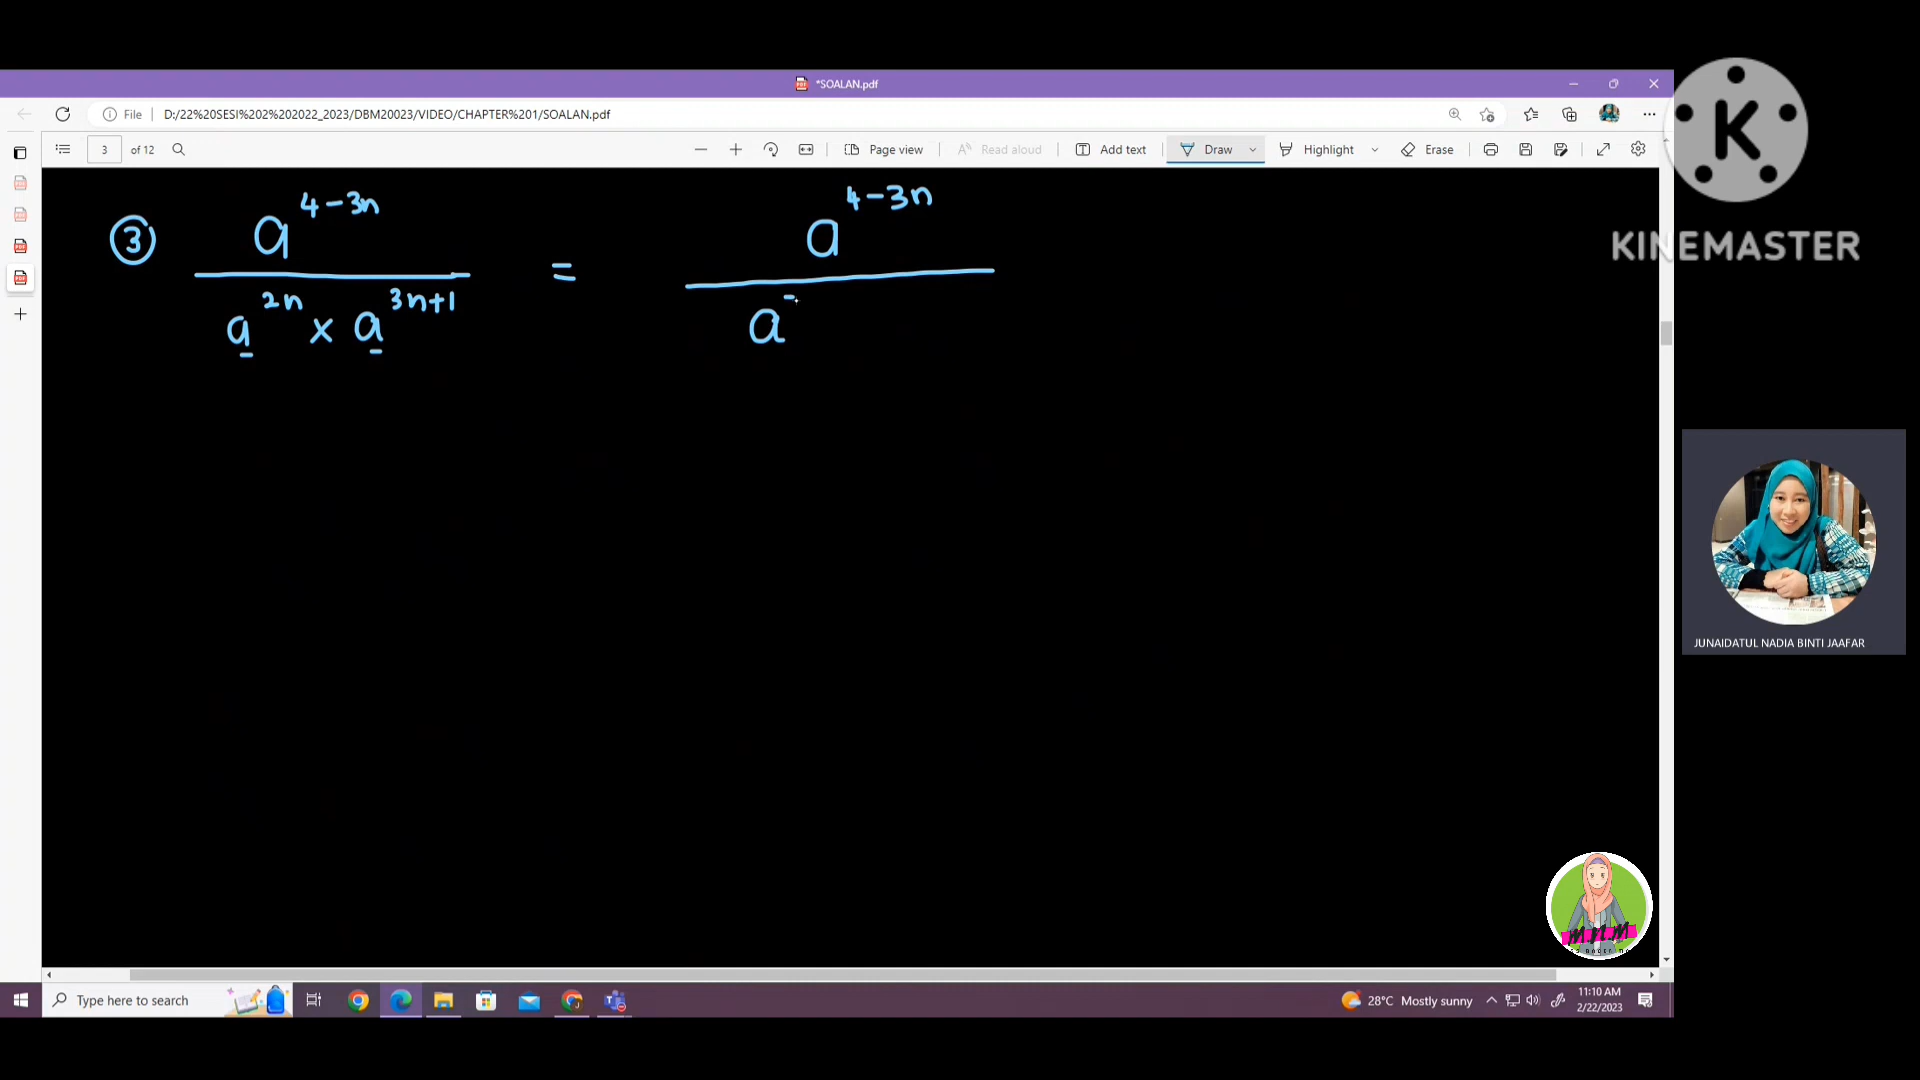 *SOALAN.pdf
File | D:/22%20SESI%202%202022_2023/DBM20023/VIDEO/CHAPTER%201/SOALAN.pdf
3 of 12 Page view Read aloud Add text Draw Highlight Erase
K
KINEMASTER
③ a^(4-3n) / a^(2n) × a^(3n+1) = a^(4-3n) / a^-
JUNAIDATUL NADIA BINTI JAAFAR
Type here to search 28°C Mostly sunny 11:10 AM
2/22/2023